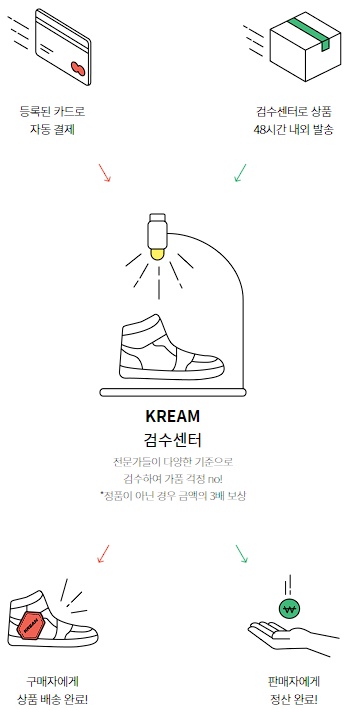 등록된 카드로
자동 결제
검수센터로 상품
48시간 내외 발송
KREAM
검수센터
전문가들이 다양한 기준으로
검수하여 가품 걱정 no!
*정품이 아닌 경우 금액의 3배 보상
KREAM
₩
구매자에게
상품 배송 완료!
판매자에게
정산 완료!